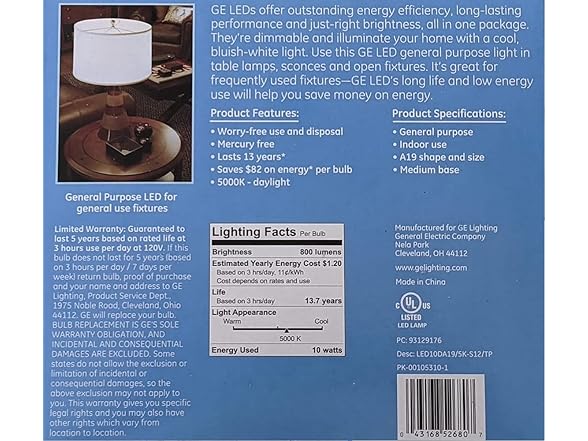 GE LEDs offer outstanding energy efficiency, long-lasting
performance and just-right brightness, all in one package.
They're dimmable and illuminate your home with a cool,
bluish-white light. Use this GE LED general purpose light in
table lamps, sconces and open fixtures. It's great for
frequently used fixtures—GE LED's long life and low energy
use will help you save money on energy.
Product Features:
• Worry-free use and disposal
• Mercury free
• Lasts 13 years*
• Saves $82 on energy* per bulb
• 5000K - daylight
Product Specifications:
• General purpose
• Indoor use
• A19 shape and size
• Medium base
General Purpose LED for
general use fixtures
Limited Warranty: Guaranteed to
last 5 years based on rated life at
3 hours use per day at 120V. If this
bulb does not last for 5 years (based
on 3 hours per day / 7 days per
week) return bulb, proof of purchase
and your name and address to GE
Lighting, Product Service Dept.,
1975 Noble Road, Cleveland, Ohio
44112. GE will replace your bulb.
BULB REPLACEMENT IS GE'S SOLE
WARRANTY OBLIGATION, AND
INCIDENTAL AND CONSEQUENTIAL
DAMAGES ARE EXCLUDED. Some
states do not allow the exclusion or
limitation of incidental or
consequential damages, so the
above exclusion may not apply to
you. This warranty gives you specific
legal rights and you may also have
other rights which vary from
location to location.
Lighting Facts Per Bulb
Brightness 800 lumens
Estimated Yearly Energy Cost $1.20
Based on 3 hrs/day, 11¢/kWh
Cost depends on rates and use
Life
Based on 3 hrs/day 13.7 years
Light Appearance
Warm Cool
5000 K
Energy Used 10 watts
Manufactured for GE Lighting
General Electric Company
Nela Park
Cleveland, OH 44112
www.gelighting.com
Made in China
C UL US
LISTED
LED LAMP
PC: 93129176
Desc: LED10DA19/5K-S12/TP
PK-00105310-1
0 43168 52680 7